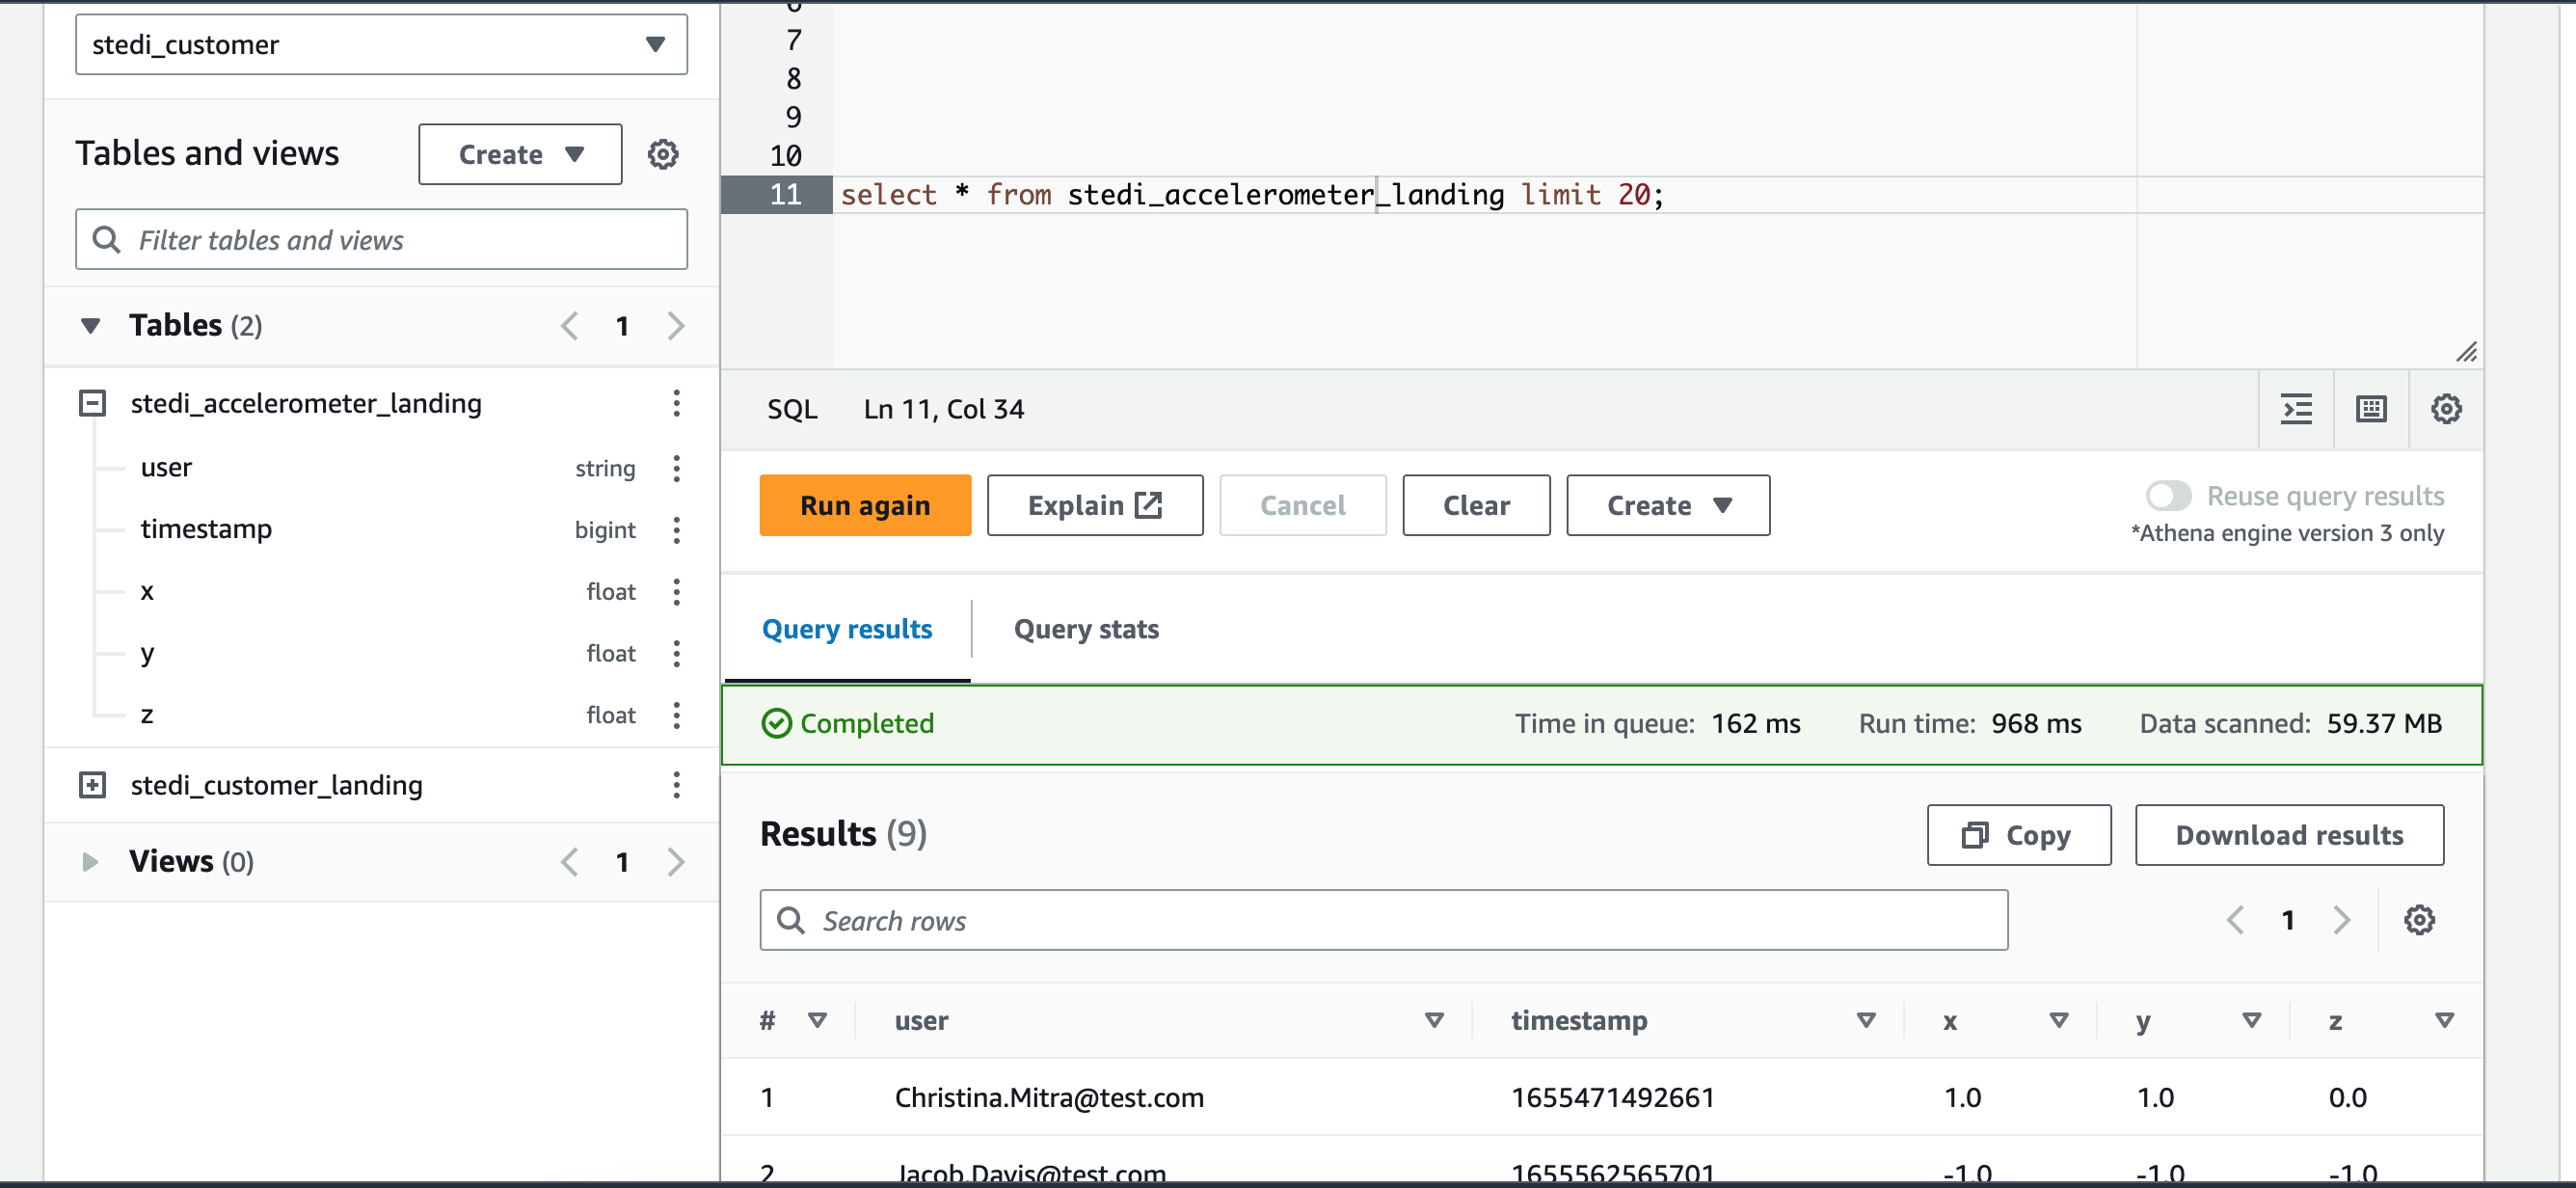 stedi_customer
Tables and views
Create
Filter tables and views
Tables (2)
1
stedi_accelerometer_landing
user string
timestamp bigint
x float
y float
z float
stedi_customer_landing
Views (0)
1
7
8
9
10
11 select * from stedi_accelerometer_landing limit 20;
SQL Ln 11, Col 34
Run again Explain Cancel Clear Create
Reuse query results
*Athena engine version 3 only
Query results Query stats
Completed Time in queue: 162 ms Run time: 968 ms Data scanned: 59.37 MB
Results (9)
Copy Download results
Search rows
1
# user timestamp x y z
1 Christina.Mitra@test.com 1655471492661 1.0 1.0 0.0
2 Jacob.Davis@test.com 1655562565701 -1.0 -1.0 -1.0